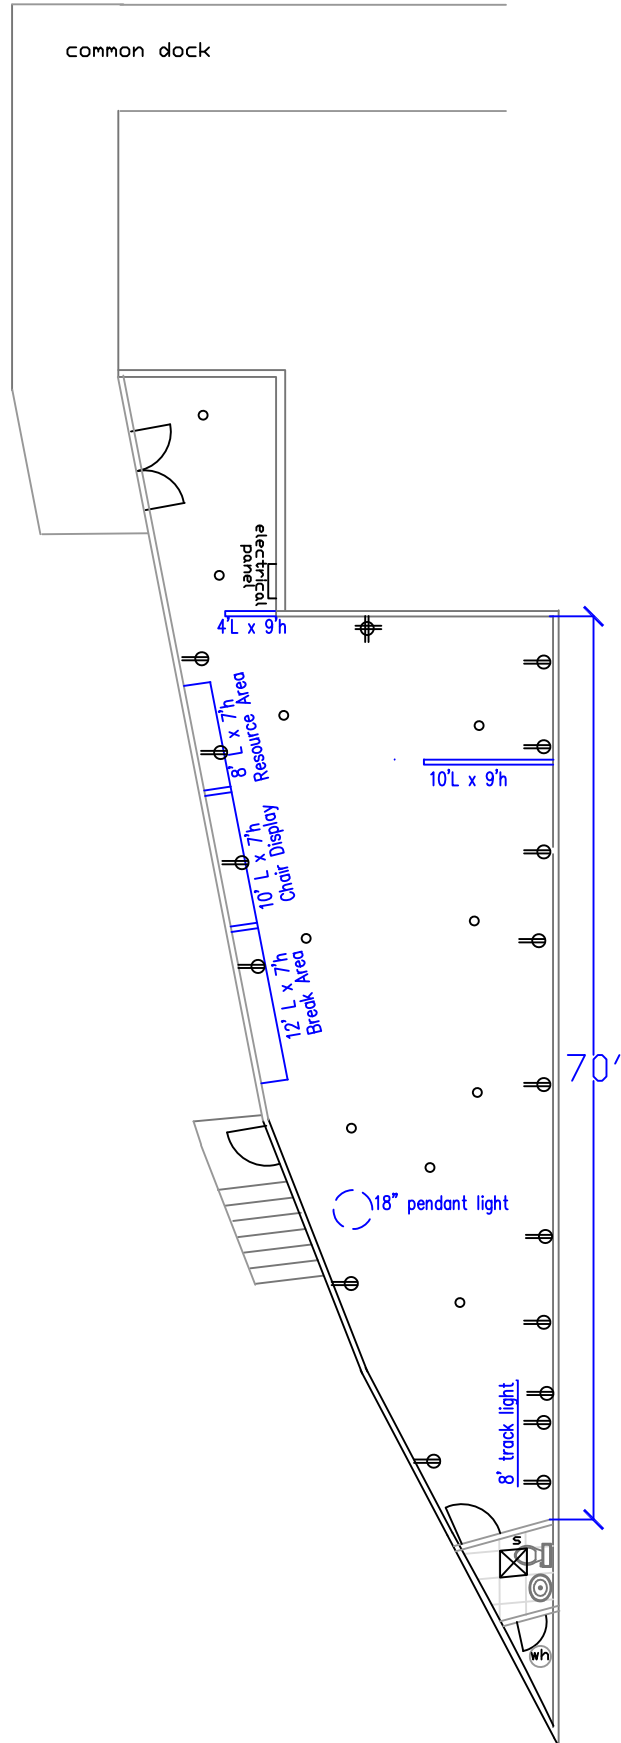 common dock
electrical
panel
4'L x 9'h
8' L x 7'h
Resource Area
10'L x 9'h
10' L x 7'h
Chair Display
12' L x 7'h
Break Area
70'
18" pendant light
8' track light
s
wh